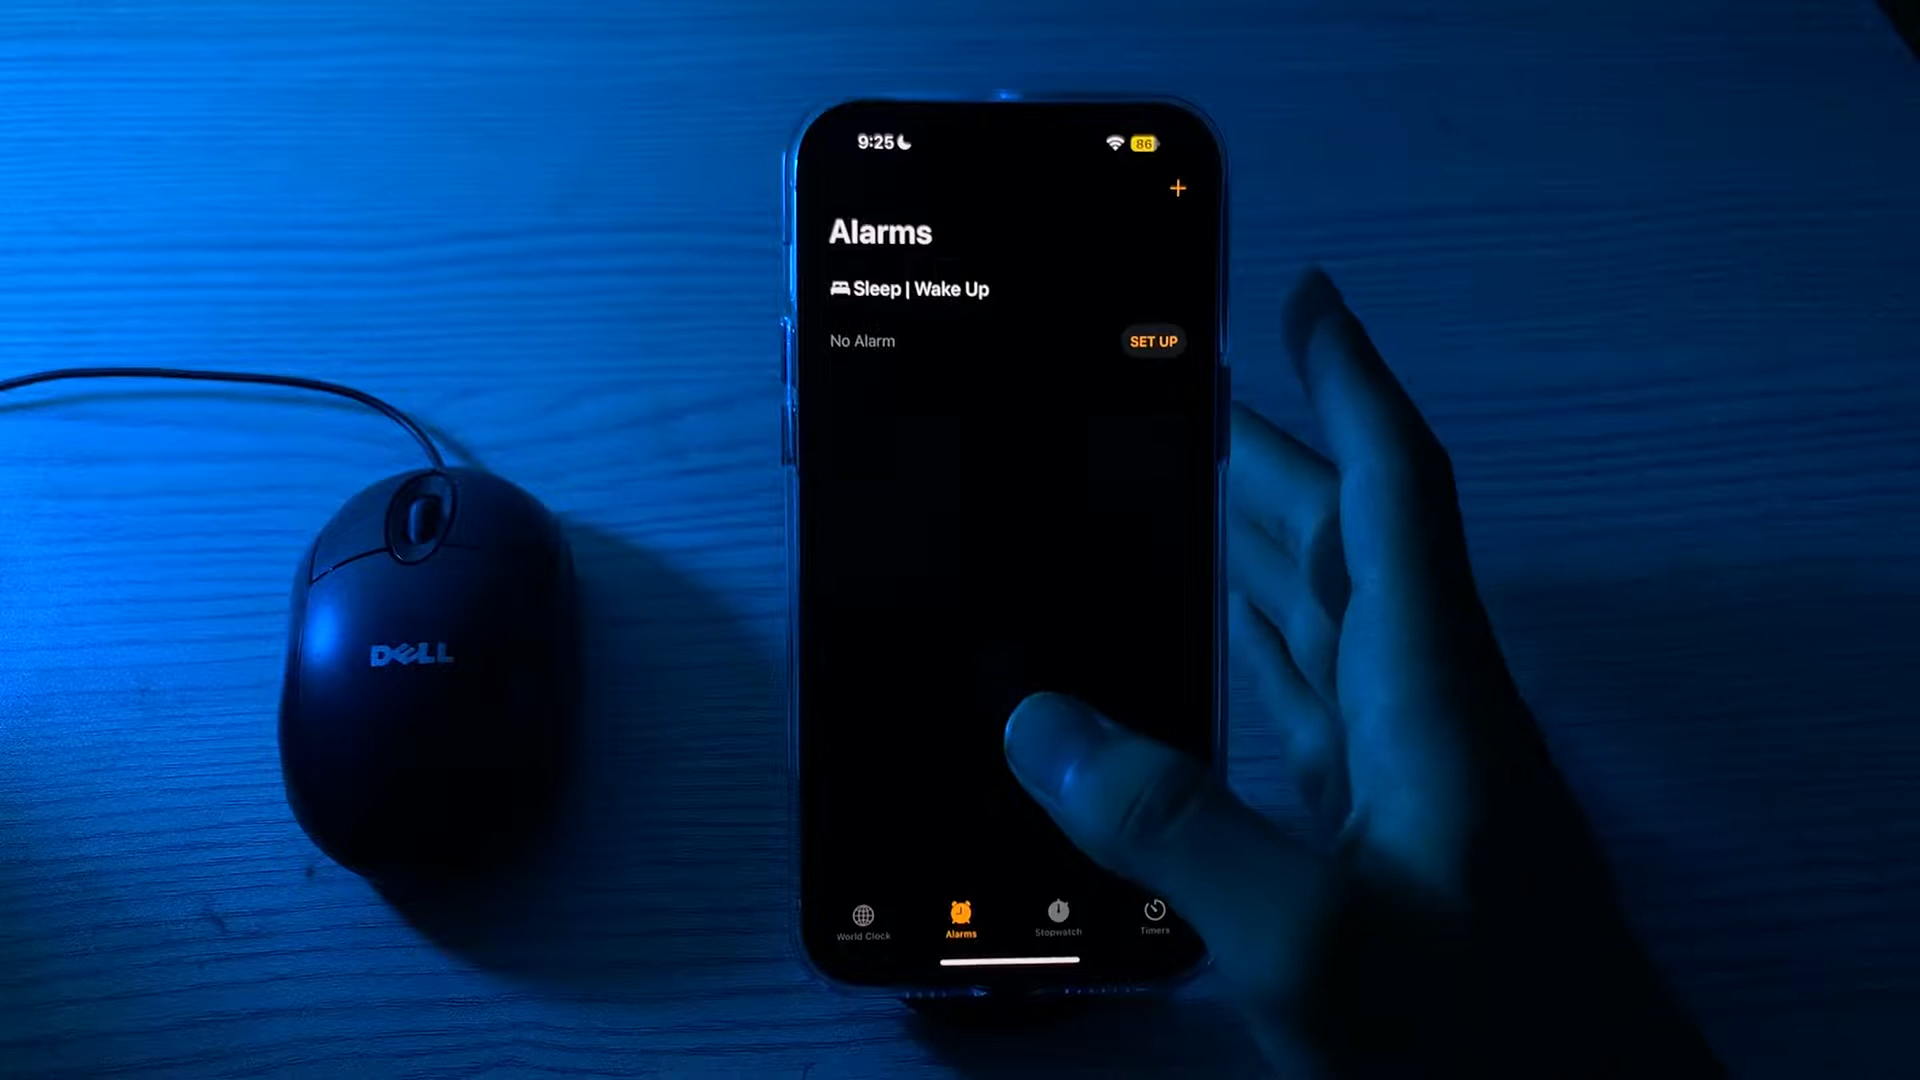 9:25
86
+
Alarms
Sleep | Wake Up
No Alarm
SET UP
DELL
World Clock
Alarms
Stopwatch
Timers